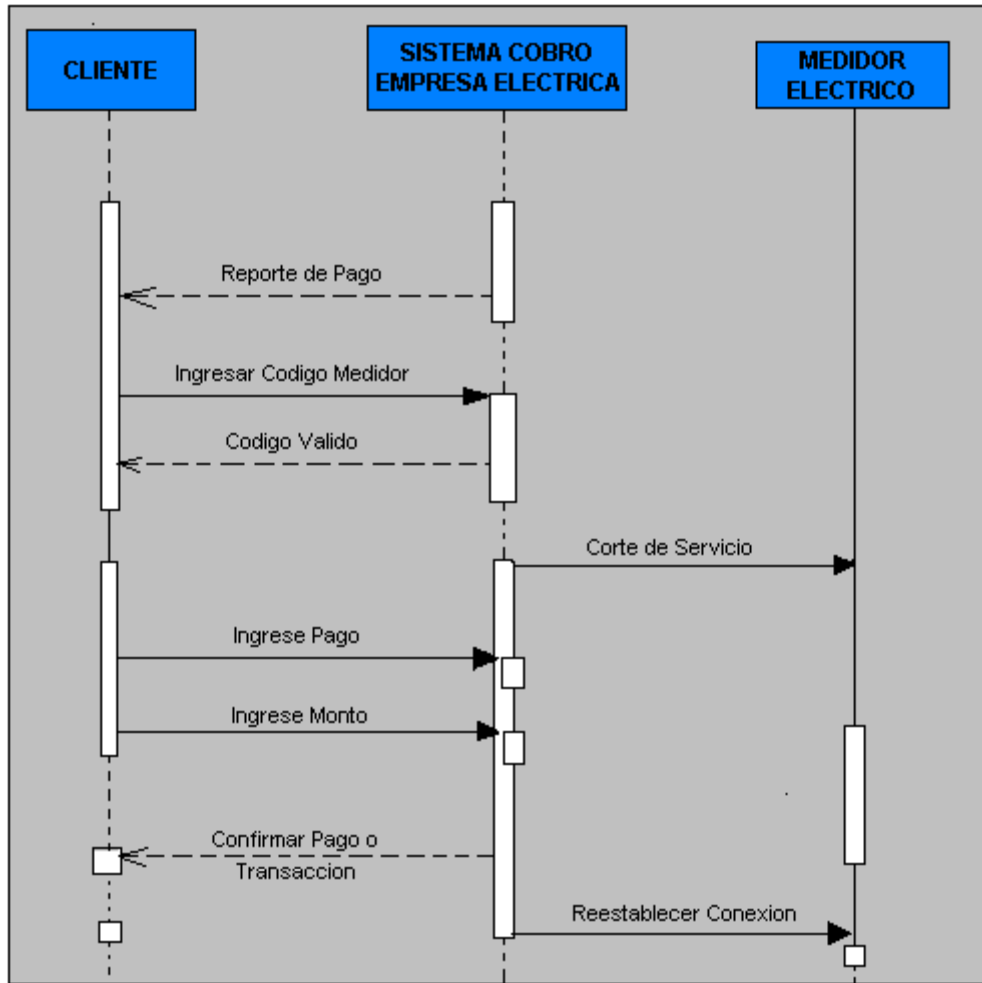 CLIENTE
SISTEMA COBRO
EMPRESA ELECTRICA
MEDIDOR
ELECTRICO
Reporte de Pago
Ingresar Codigo Medidor
Codigo Valido
Corte de Servicio
Ingrese Pago
Ingrese Monto
Confirmar Pago o
Transaccion
Reestablecer Conexion